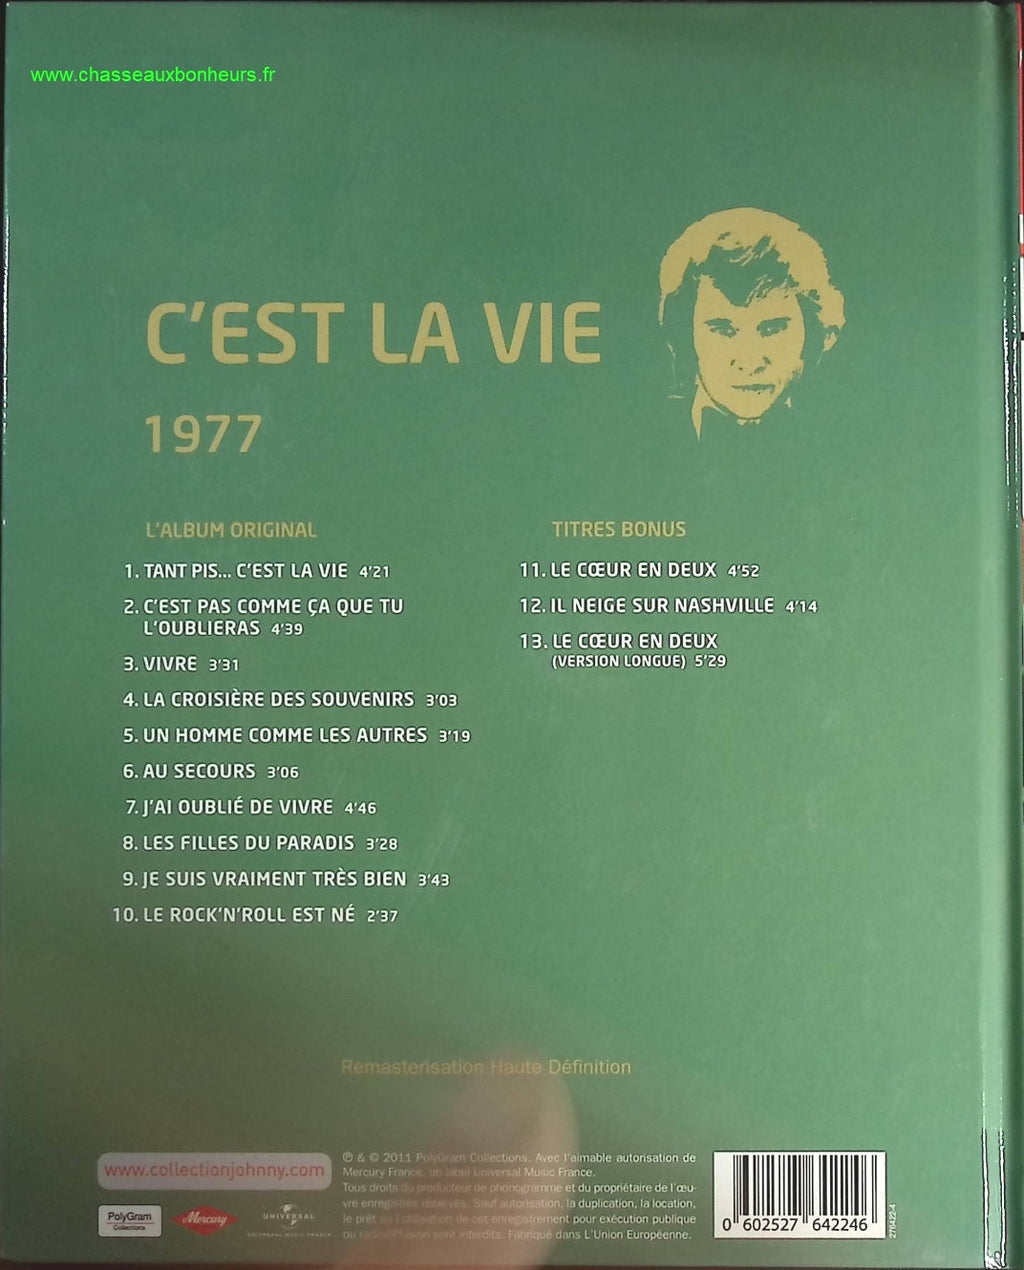 www.chasseauxbonheurs.fr
C'EST LA VIE
1977
L'ALBUM ORIGINAL
1. TANT PIS... C'EST LA VIE 4'21
2. C'EST PAS COMME ÇA QUE TU
L'OUBLIERAS 4'39
3. VIVRE 3'31
4. LA CROISIÈRE DES SOUVENIRS 3'03
5. UN HOMME COMME LES AUTRES 3'19
6. AU SECOURS 3'06
7. J'AI OUBLIÉ DE VIVRE 4'46
8. LES FILLES DU PARADIS 3'28
9. JE SUIS VRAIMENT TRÈS BIEN 3'43
10. LE ROCK'N'ROLL EST NÉ 2'37
TITRES BONUS
11. LE CŒUR EN DEUX 4'52
12. IL NEIGE SUR NASHVILLE 4'14
13. LE CŒUR EN DEUX
(VERSION LONGUE) 5'29
Remasterisation Haute Définition
www.collectionjohnny.com
PolyGram
Collections
Mercury
UNIVERSAL
UNIVERSAL MUSIC FRANCE
℗ & © 2011 PolyGram Collections. Avec l'aimable autorisation de
Mercury France, un label Universal Music France.
Tous droits du producteur de phonogramme et du propriétaire de l'œu-
vre enregistrée réservés. Sauf autorisation, la duplication, la location,
le prêt ou l'utilisation de cet enregistrement pour exécution publique
ou radiodiffusion sont interdits. Fabriqué dans L'Union Européenne.
0 602527 642246
276422-4